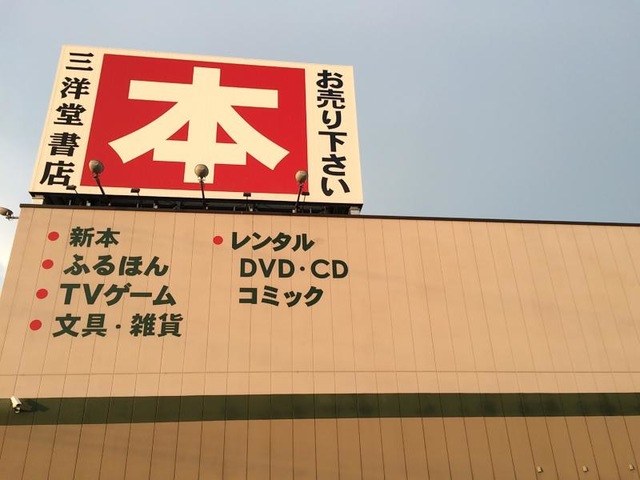 三洋堂書店
本
お売り下さい
新本
ふるほん
TVゲーム
文具・雑貨
レンタル
DVD・CD
コミック